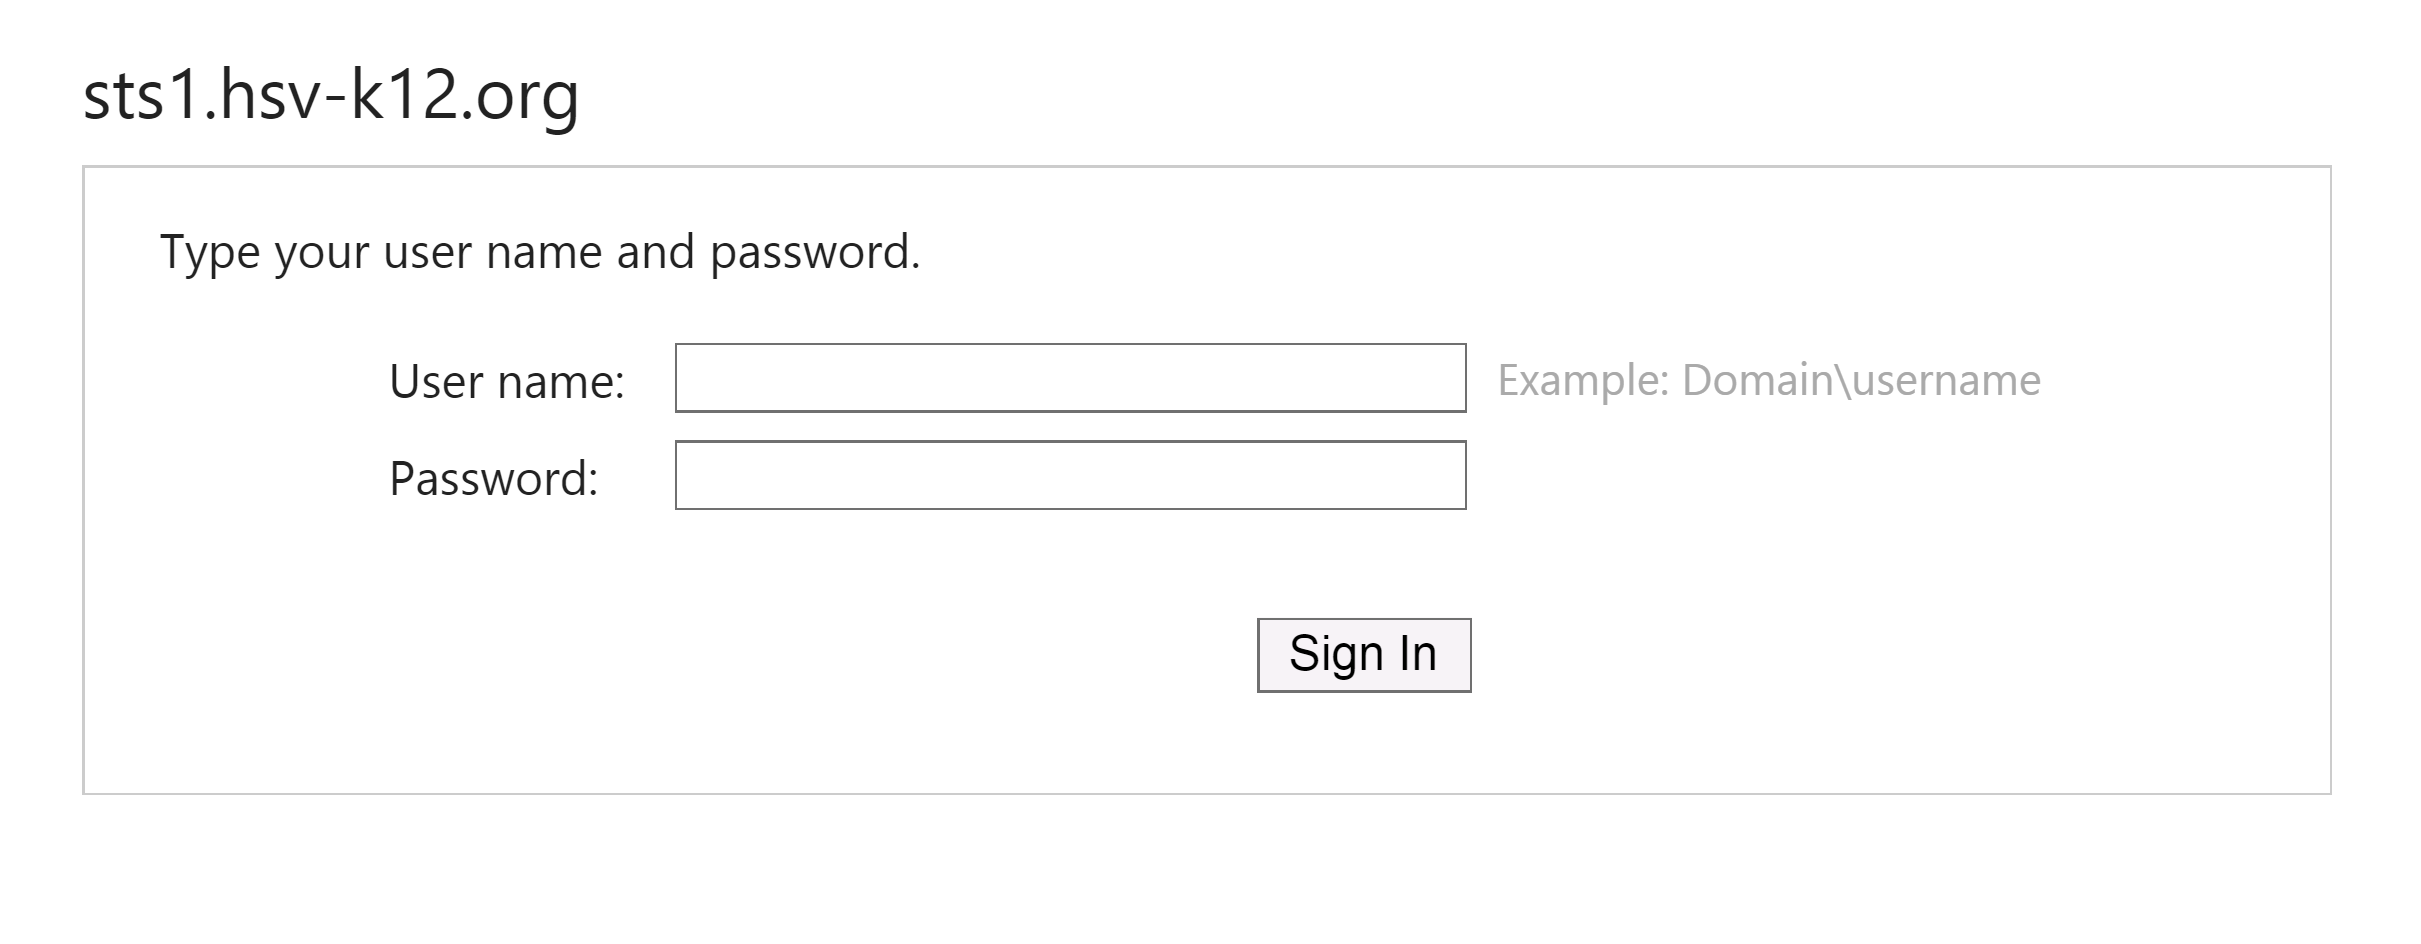 sts1.hsv-k12.org
Type your user name and password.
User name: Example: Domain\username
Password:
Sign In